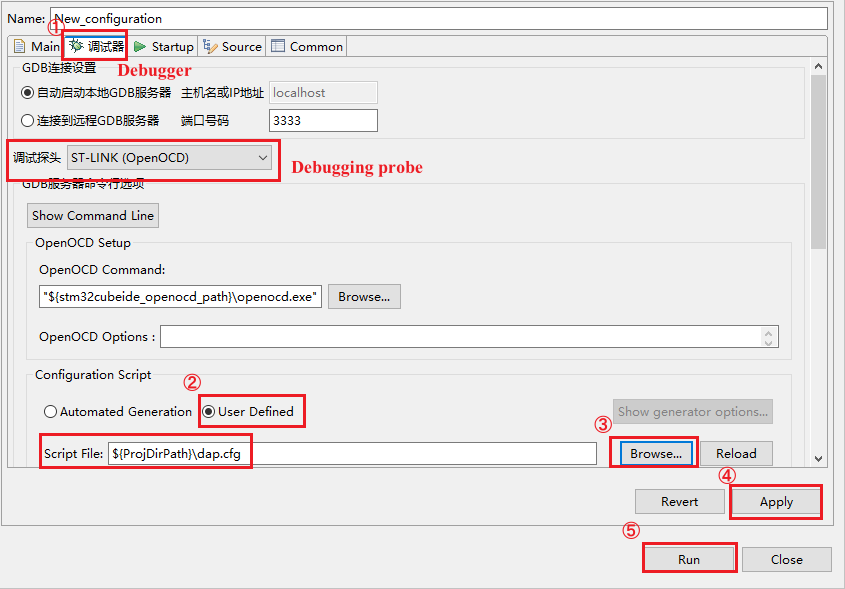 Name: New_configuration
①
Main 调试器 Startup Source Common
GDB连接设置
Debugger
自动启动本地GDB服务器 主机名或IP地址 localhost
连接到远程GDB服务器 端口号码 3333
调试探头 ST-LINK (OpenOCD)
Debugging probe
GDB服务器命令行选项
Show Command Line
OpenOCD Setup
OpenOCD Command:
"${stm32cubeide_openocd_path}\openocd.exe" Browse...
OpenOCD Options :
Configuration Script
②
Automated Generation User Defined Show generator options...
③
Script File: ${ProjDirPath}\dap.cfg Browse... Reload
④
Revert Apply
⑤
Run Close